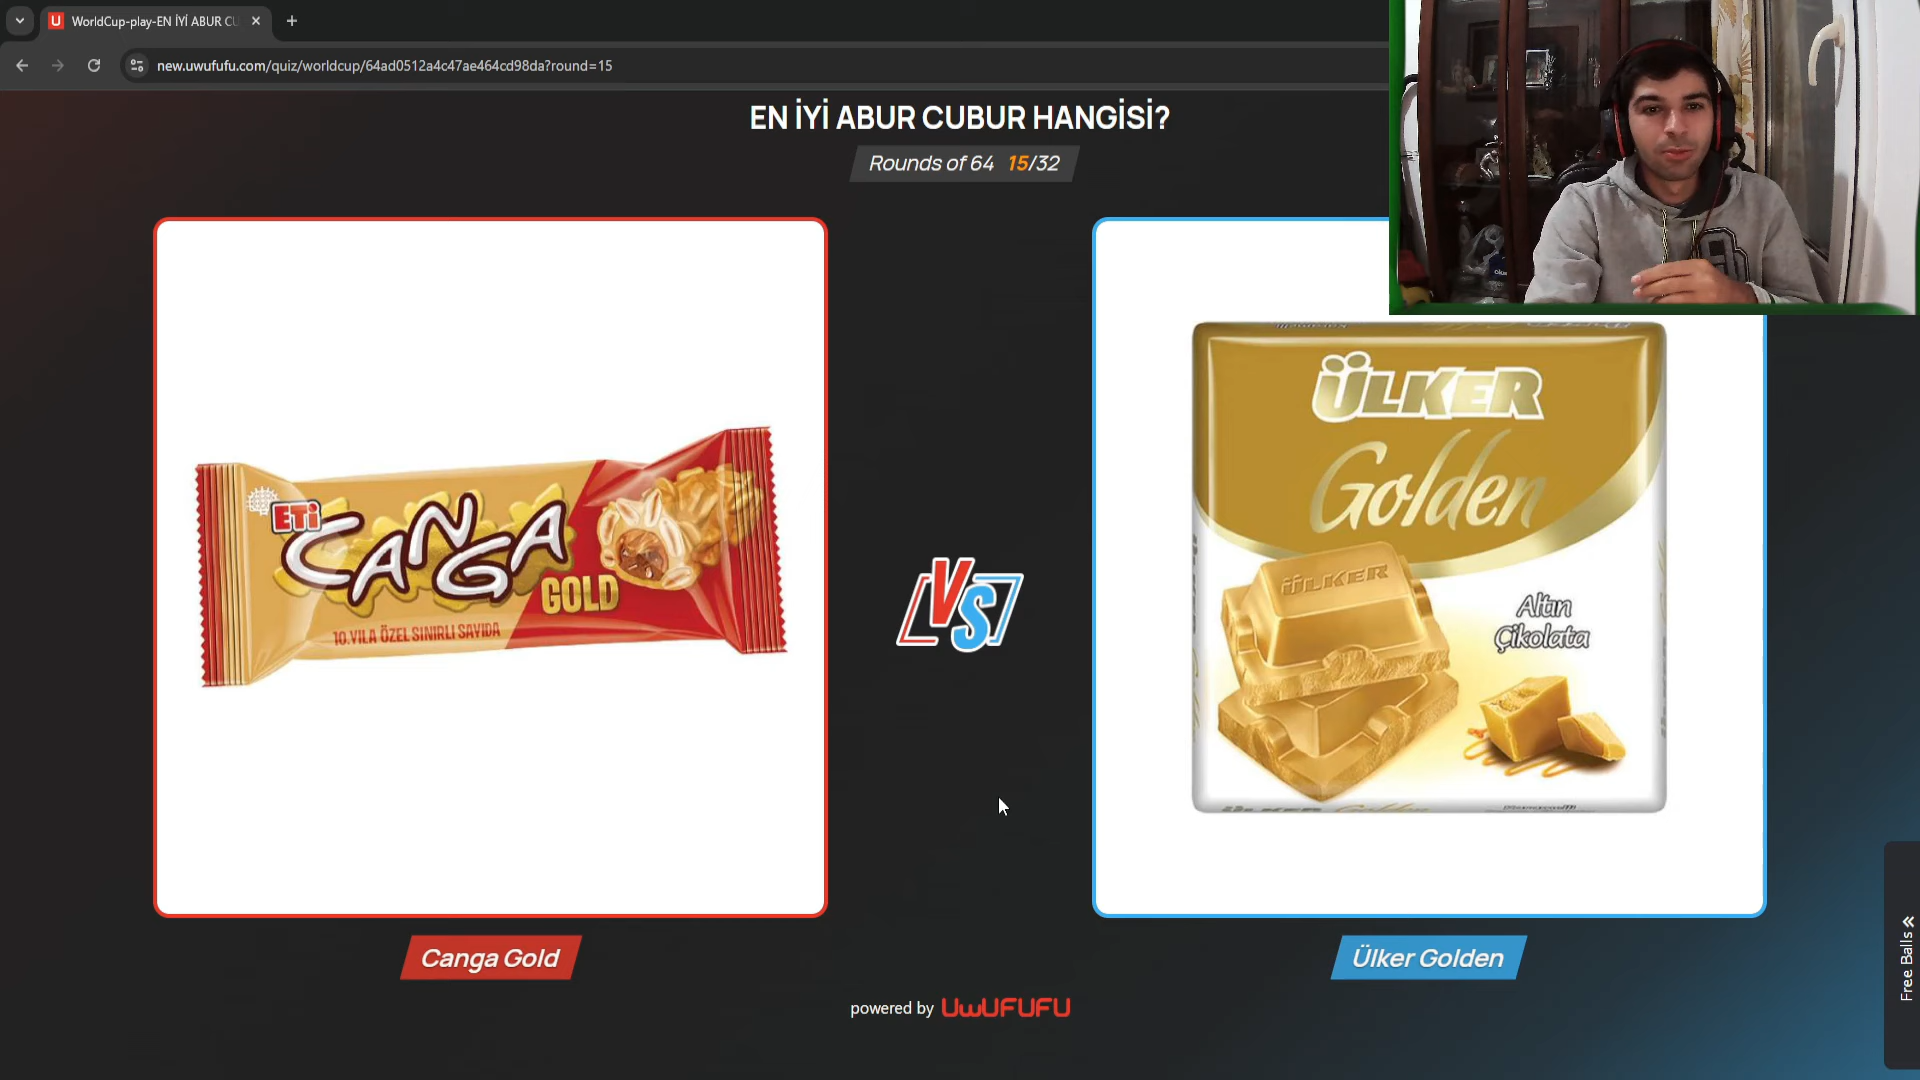 WorldCup-play-EN İYİ ABUR CU
new.uwufufu.com/quiz/worldcup/64ad0512a4c47ae464cd98da?round=15
EN İYİ ABUR CUBUR HANGİSİ?
Rounds of 64 15/32
ETİ
CANGA
GOLD
10.YILA ÖZEL SINIRLI SAYIDA
VS
ÜLKER
Golden
ÜLKER
Altın
Çikolata
Canga Gold
Ülker Golden
powered by UwUFUFU
Free Balls